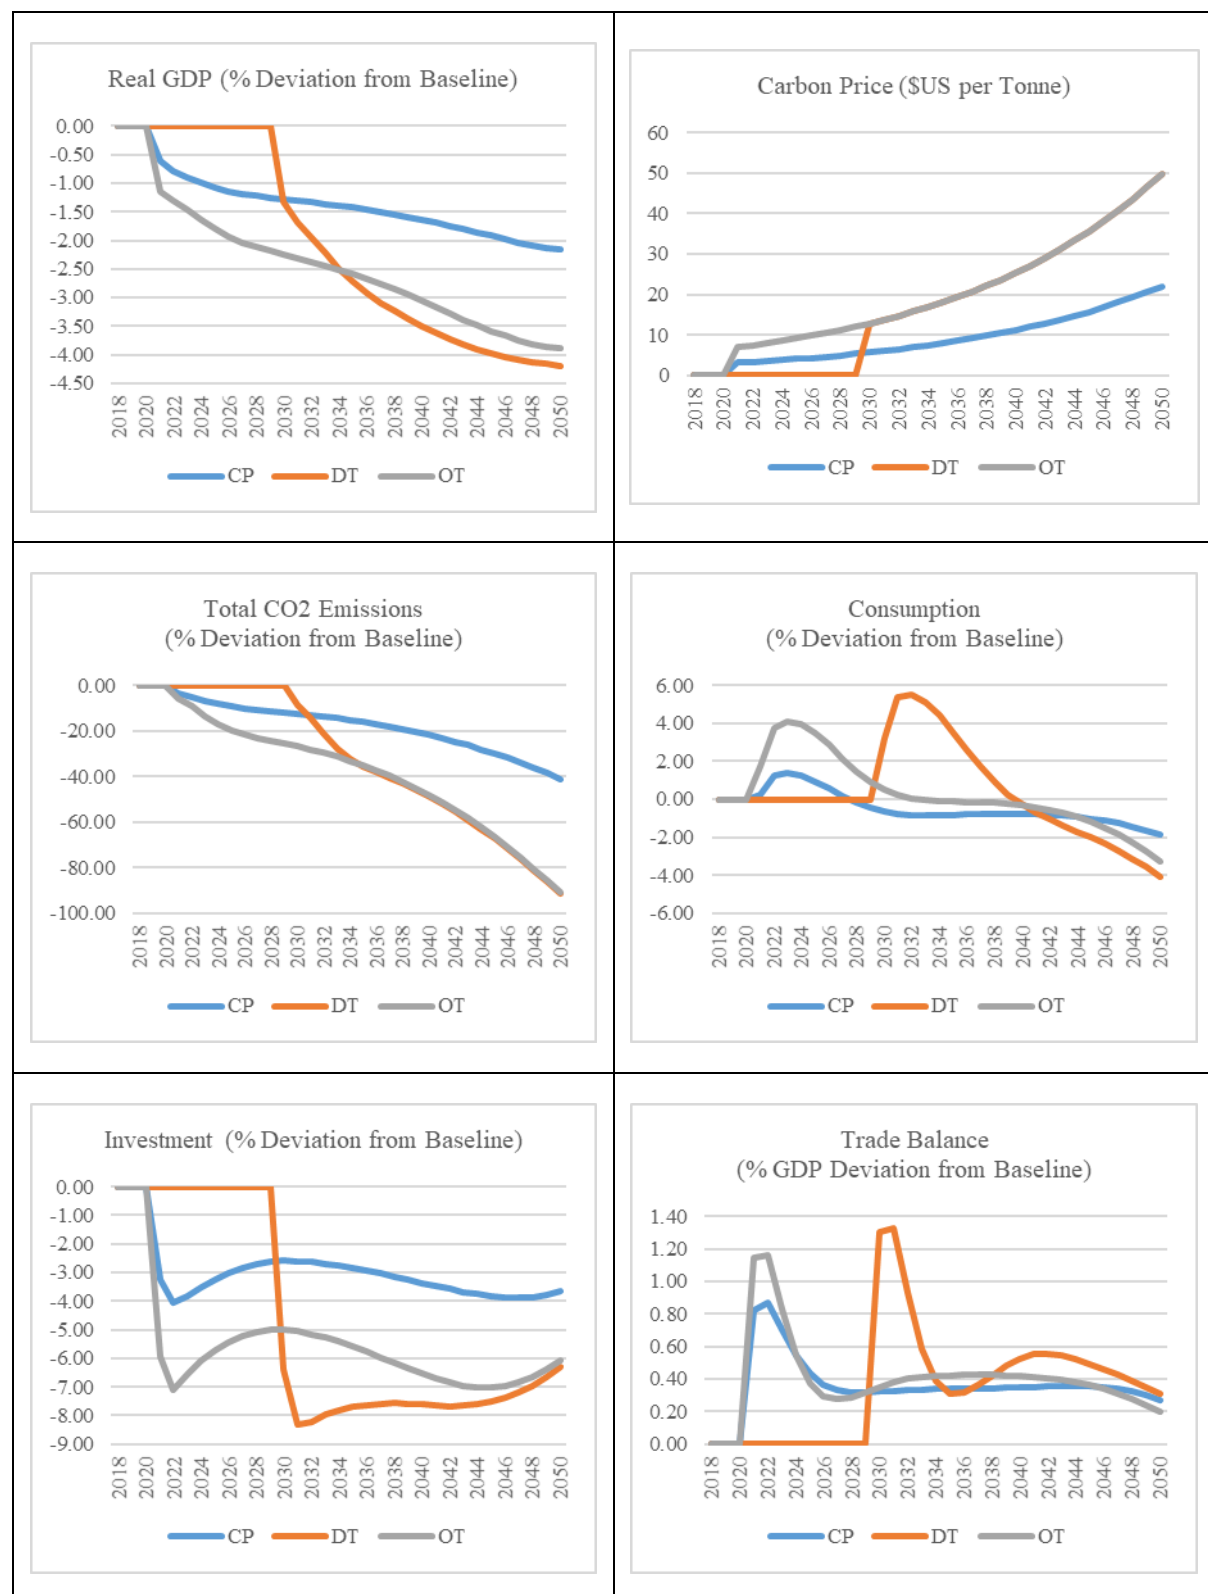 Real GDP (% Deviation from Baseline)
0.00
-0.50
-1.00
-1.50
-2.00
-2.50
-3.00
-3.50
-4.00
-4.50
2018 2020 2022 2024 2026 2028 2030 2032 2034 2036 2038 2040 2042 2044 2046 2048 2050
CP DT OT
Carbon Price ($US per Tonne)
60
50
40
30
20
10
0
2018 2020 2022 2024 2026 2028 2030 2032 2034 2036 2038 2040 2042 2044 2046 2048 2050
CP DT OT
Total CO2 Emissions
(% Deviation from Baseline)
0.00
-20.00
-40.00
-60.00
-80.00
-100.00
2018 2020 2022 2024 2026 2028 2030 2032 2034 2036 2038 2040 2042 2044 2046 2048 2050
CP DT OT
Consumption
(% Deviation from Baseline)
6.00
4.00
2.00
0.00
-2.00
-4.00
-6.00
2018 2020 2022 2024 2026 2028 2030 2032 2034 2036 2038 2040 2042 2044 2046 2048 2050
CP DT OT
Investment (% Deviation from Baseline)
0.00
-1.00
-2.00
-3.00
-4.00
-5.00
-6.00
-7.00
-8.00
-9.00
2018 2020 2022 2024 2026 2028 2030 2032 2034 2036 2038 2040 2042 2044 2046 2048 2050
CP DT OT
Trade Balance
(% GDP Deviation from Baseline)
1.40
1.20
1.00
0.80
0.60
0.40
0.20
0.00
2018 2020 2022 2024 2026 2028 2030 2032 2034 2036 2038 2040 2042 2044 2046 2048 2050
CP DT OT